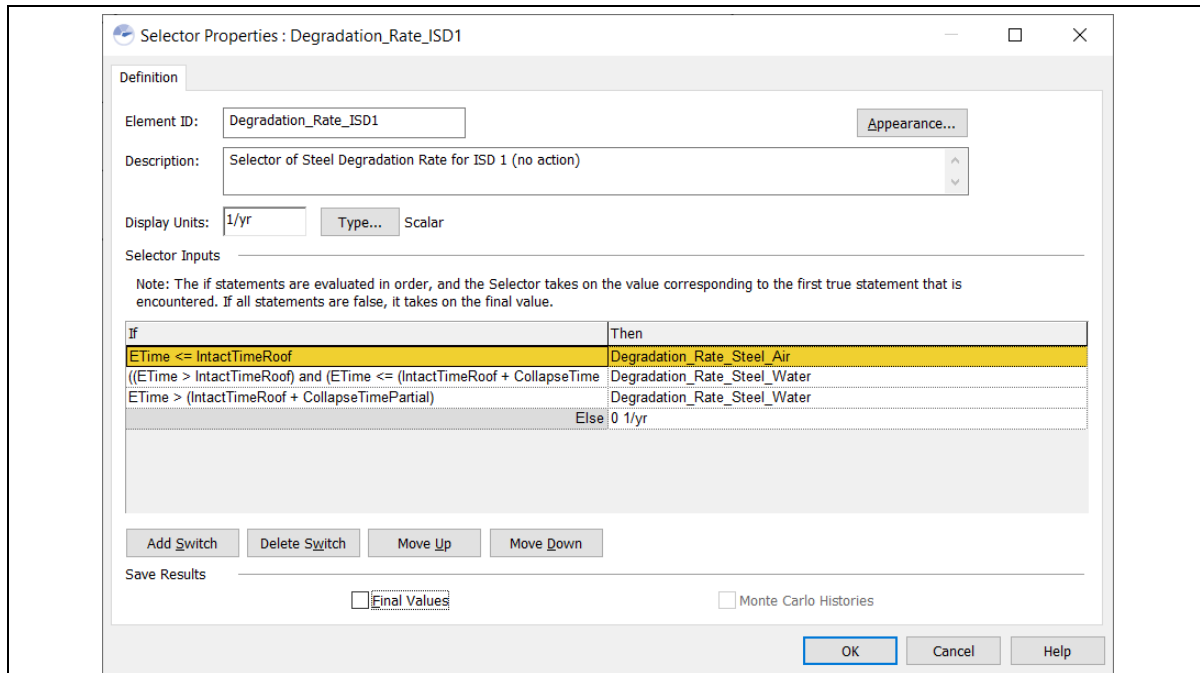 Selector Properties : Degradation_Rate_ISD1
Definition
Element ID: Degradation_Rate_ISD1 Appearance...
Description: Selector of Steel Degradation Rate for ISD 1 (no action)
Display Units: 1/yr Type... Scalar
Selector Inputs
Note: The if statements are evaluated in order, and the Selector takes on the value corresponding to the first true statement that is
encountered. If all statements are false, it takes on the final value.
If Then
ETime <= IntactTimeRoof Degradation_Rate_Steel_Air
((ETime > IntactTimeRoof) and (ETime <= (IntactTimeRoof + CollapseTime Degradation_Rate_Steel_Water
ETime > (IntactTimeRoof + CollapseTimePartial) Degradation_Rate_Steel_Water
Else 0 1/yr
Add Switch Delete Switch Move Up Move Down
Save Results
Final Values Monte Carlo Histories
OK Cancel Help